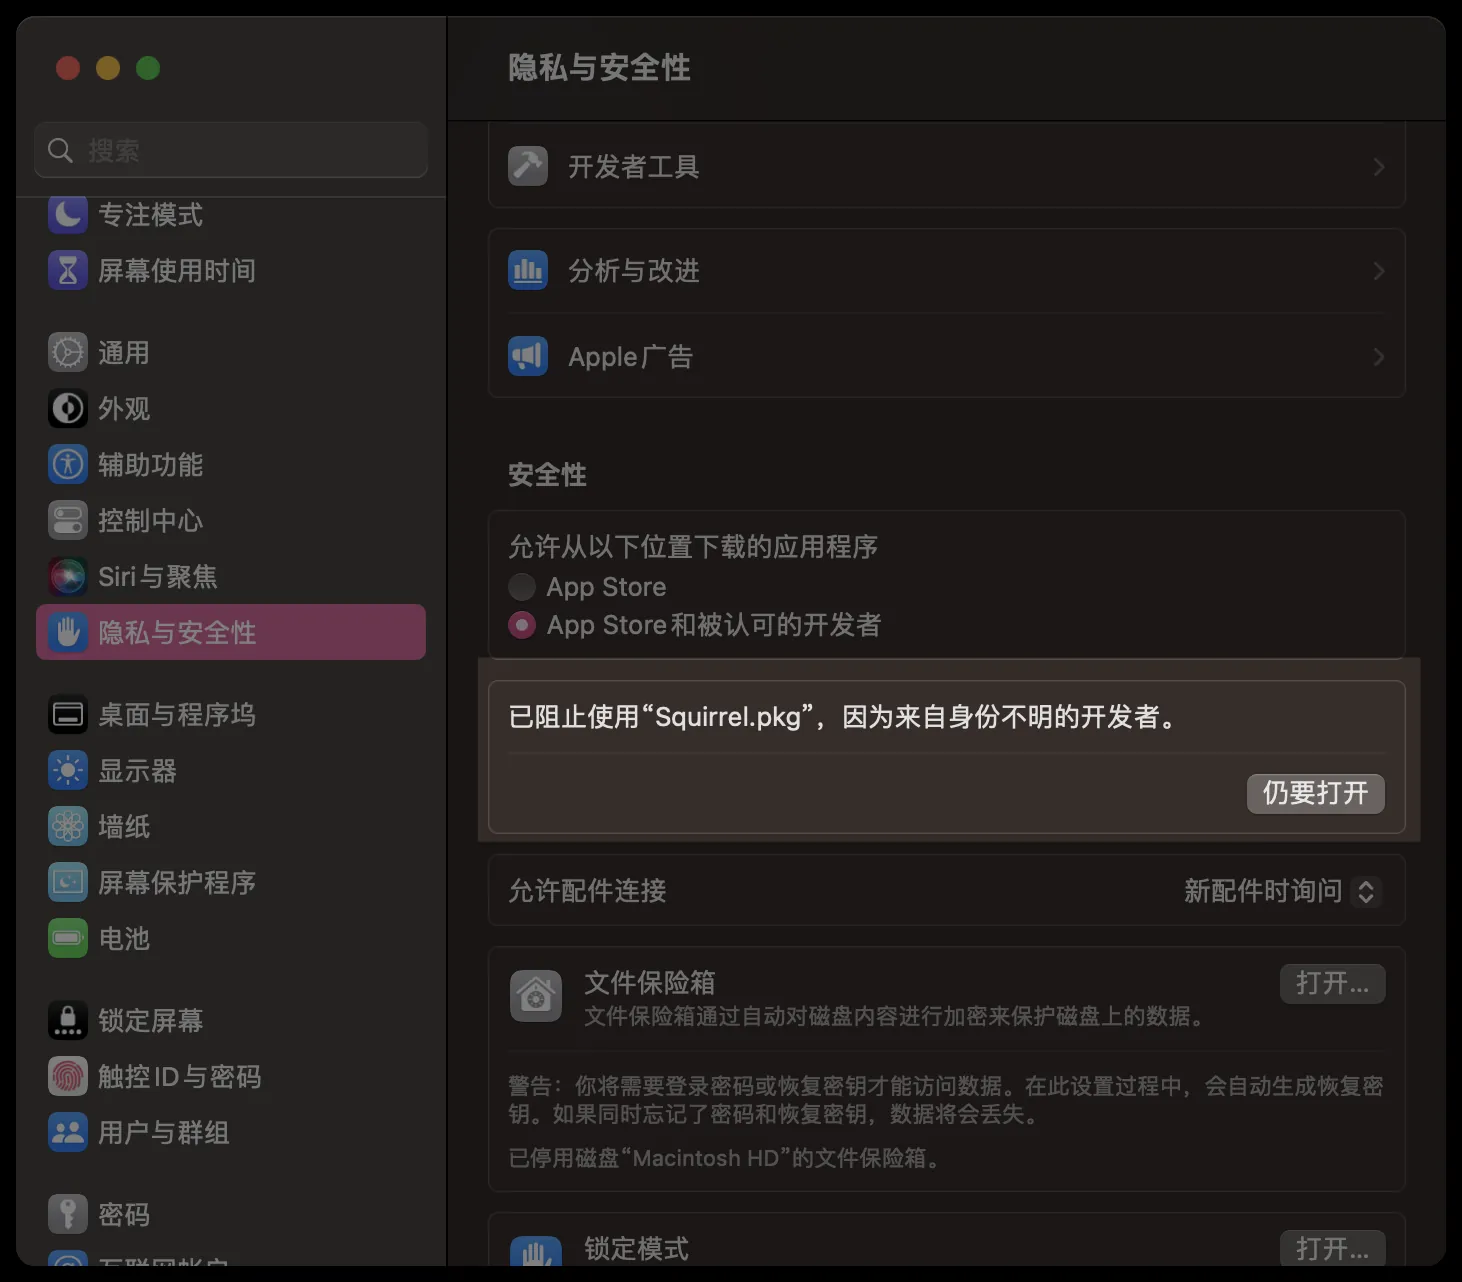 隐私与安全性
搜索
专注模式
屏幕使用时间
通用
外观
辅助功能
控制中心
Siri与聚焦
隐私与安全性
桌面与程序坞
显示器
墙纸
屏幕保护程序
电池
锁定屏幕
触控ID与密码
用户与群组
密码
互联网帐户
开发者工具
分析与改进
Apple广告
安全性
允许从以下位置下载的应用程序
App Store
App Store和被认可的开发者
已阻止使用“Squirrel.pkg”，因为来自身份不明的开发者。
仍要打开
允许配件连接
新配件时询问
文件保险箱
打开...
文件保险箱通过自动对磁盘内容进行加密来保护磁盘上的数据。
警告：你将需要登录密码或恢复密钥才能访问数据。在此设置过程中，会自动生成恢复密
钥。如果同时忘记了密码和恢复密钥，数据将会丢失。
已停用磁盘“Macintosh HD”的文件保险箱。
锁定模式
打开...